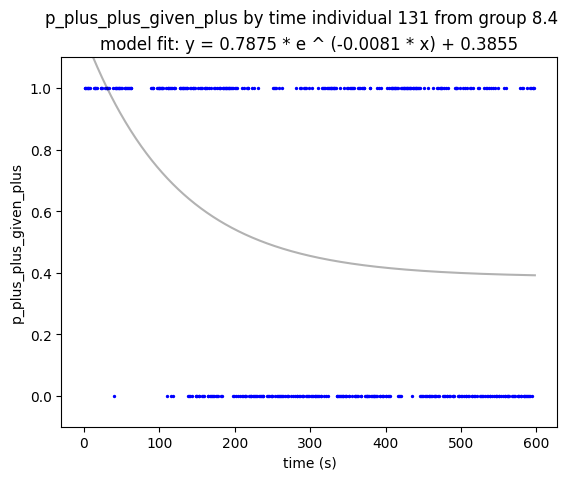 p_plus_plus_given_plus by time individual 131 from group 8.4
model fit: y = 0.7875 * e ^ (-0.0081 * x) + 0.3855
p_plus_plus_given_plus
1.0
0.8
0.6
0.4
0.2
0.0
0 100 200 300 400 500 600
time (s)